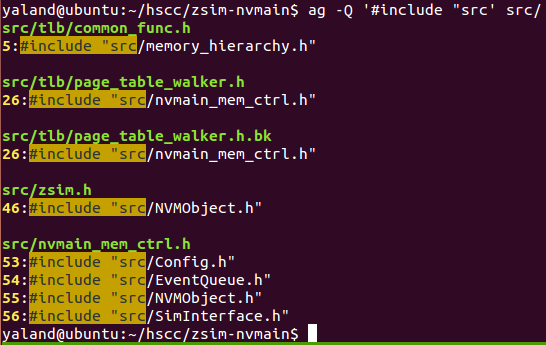 yaland@ubuntu:~/hscc/zsim-nvmain$ ag -Q '#include "src' src/
src/tlb/common_func.h
5:#include "src/memory_hierarchy.h"
src/tlb/page_table_walker.h
26:#include "src/nvmain_mem_ctrl.h"
src/tlb/page_table_walker.h.bk
26:#include "src/nvmain_mem_ctrl.h"
src/zsim.h
46:#include "src/NVMObject.h"
src/nvmain_mem_ctrl.h
53:#include "src/Config.h"
54:#include "src/EventQueue.h"
55:#include "src/NVMObject.h"
56:#include "src/SimInterface.h"
yaland@ubuntu:~/hscc/zsim-nvmain$